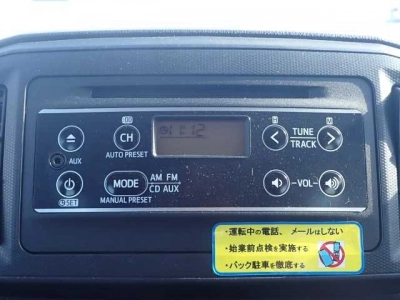 CH
AUTO PRESET
AUX
SET
MODE
AM FM
CD AUX
MANUAL PRESET
H
M
TUNE
TRACK
-VOL-
・運転中の電話、メールはしない
・始業前点検を実施する
・バック駐車を徹底する